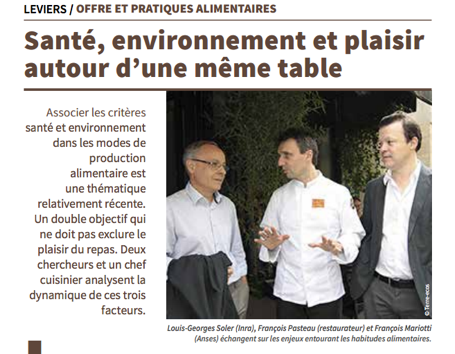 LEVIERS / OFFRE ET PRATIQUES ALIMENTAIRES
Santé, environnement et plaisir
autour d’une même table
Associer les critères
santé et environnement
dans les modes de
production
alimentaire est
une thématique
relativement récente.
Un double objectif qui
ne doit pas exclure le
plaisir du repas. Deux
chercheurs et un chef
cuisinier analysent la
dynamique de ces trois
facteurs.
© Terre-ecos
Louis-Georges Soler (Inra), François Pasteau (restaurateur) et François Mariotti
(Anses) échangent sur les enjeux entourant les habitudes alimentaires.